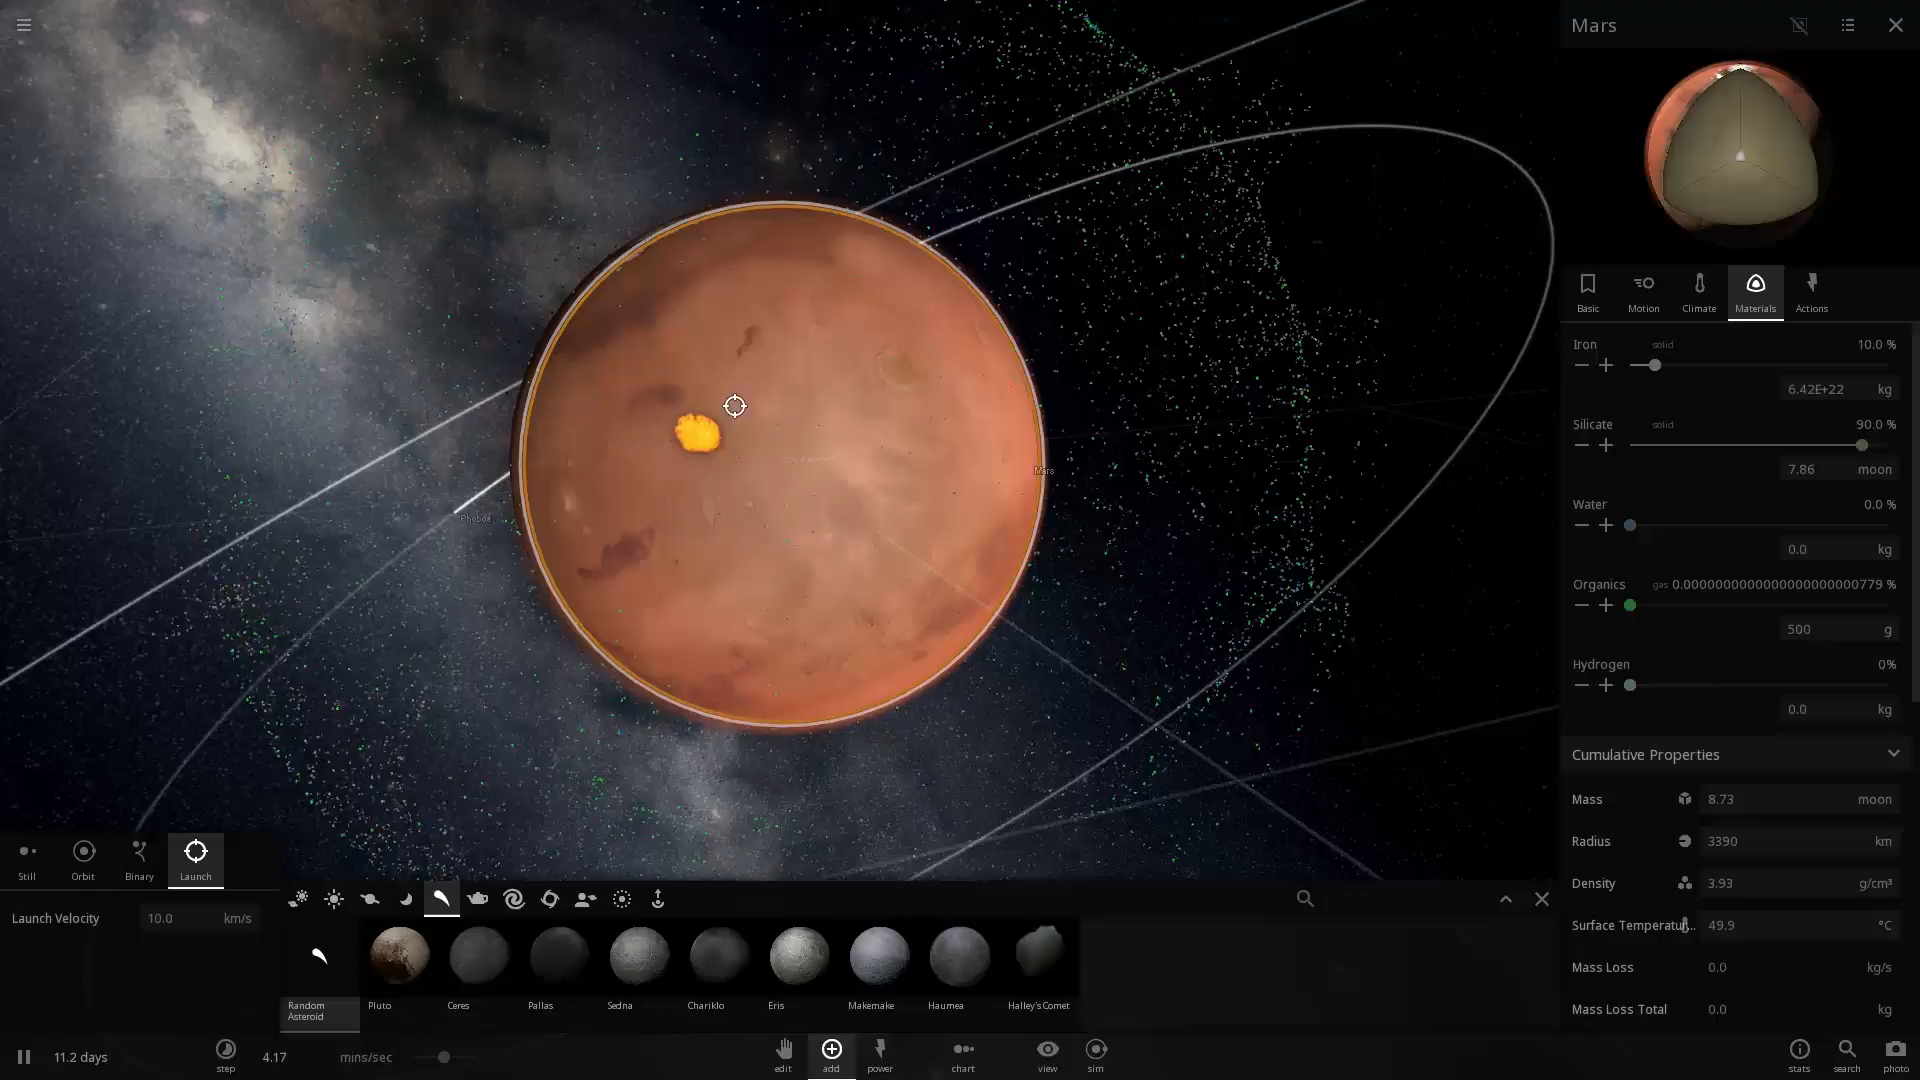 Mars
Basic
Motion
Climate
Materials
Actions
Iron solid 10.0 %
6.42E+22 kg
Silicate solid 90.0 %
7.86 moon
Water 0.0 %
0.0 kg
Organics gas 0.000000000000000000000779 %
500 g
Hydrogen 0%
0.0 kg
Cumulative Properties
Mass 8.73 moon
Radius 3390 km
Density 3.93 g/cm³
Surface Temperatur... 49.9 °C
Mass Loss 0.0 kg/s
Mass Loss Total 0.0 kg
Mars
Phobos
Still
Orbit
Binary
Launch
Launch Velocity 10.0 km/s
Random
Asteroid
Pluto
Ceres
Pallas
Sedna
Chariklo
Eris
Makemake
Haumea
Halley's Comet
11.2 days
step
4.17 mins/sec
edit
add
power
chart
view
sim
stats
search
photo